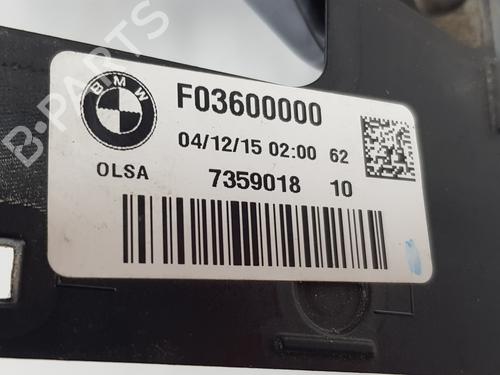 B-PARTS
BMW
F03600000
04/12/15 02:00 62
OLSA 7359018 10